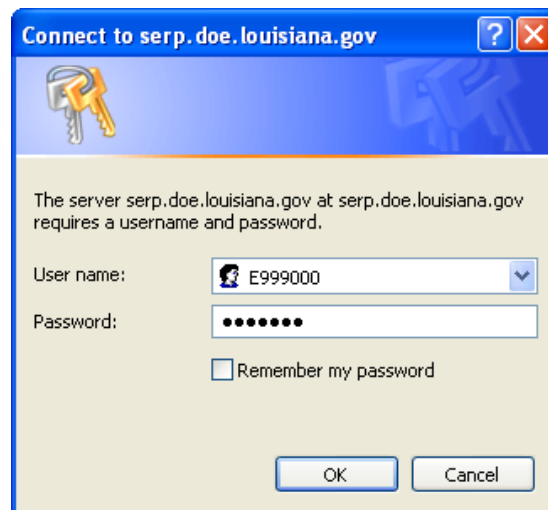 Connect to serp.doe.louisiana.gov
The server serp.doe.louisiana.gov at serp.doe.louisiana.gov
requires a username and password.
User name:
E999000
Password:
●●●●●●●
Remember my password
OK
Cancel